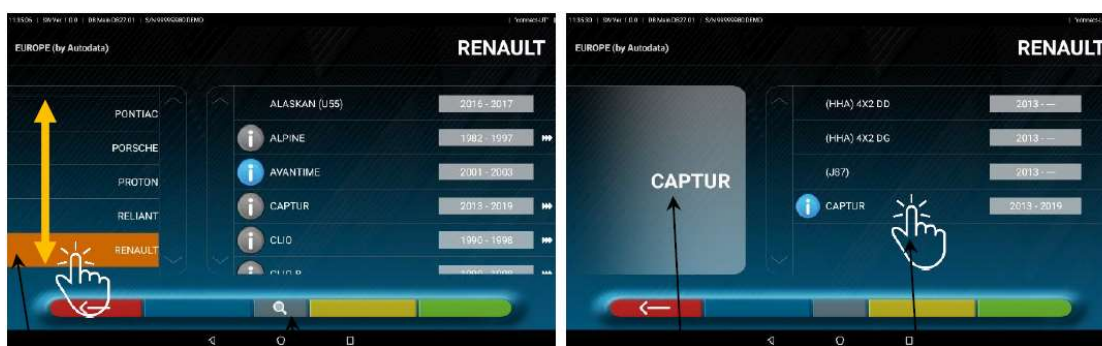 EUROPE (by Autodata)
RENAULT
PONTIAC
PORSCHE
PROTON
RELIANT
RENAULT
ALASKAN (U55) 2016 - 2017
ALPINE 1982 - 1997
AVANTIME 2001 - 2003
CAPTUR 2013 - 2019
CLIO 1990 - 1998
EUROPE (by Autodata)
RENAULT
CAPTUR
(HHA) 4X2 DD 2013 - ---
(HHA) 4X2 DG 2013 - ---
(J87) 2013 - ---
CAPTUR 2013 - 2019